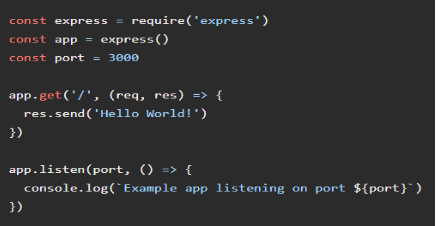 const express = require('express')
const app = express()
const port = 3000

app.get('/', (req, res) => {
  res.send('Hello World!')
})

app.listen(port, () => {
  console.log(`Example app listening on port ${port}`)
})